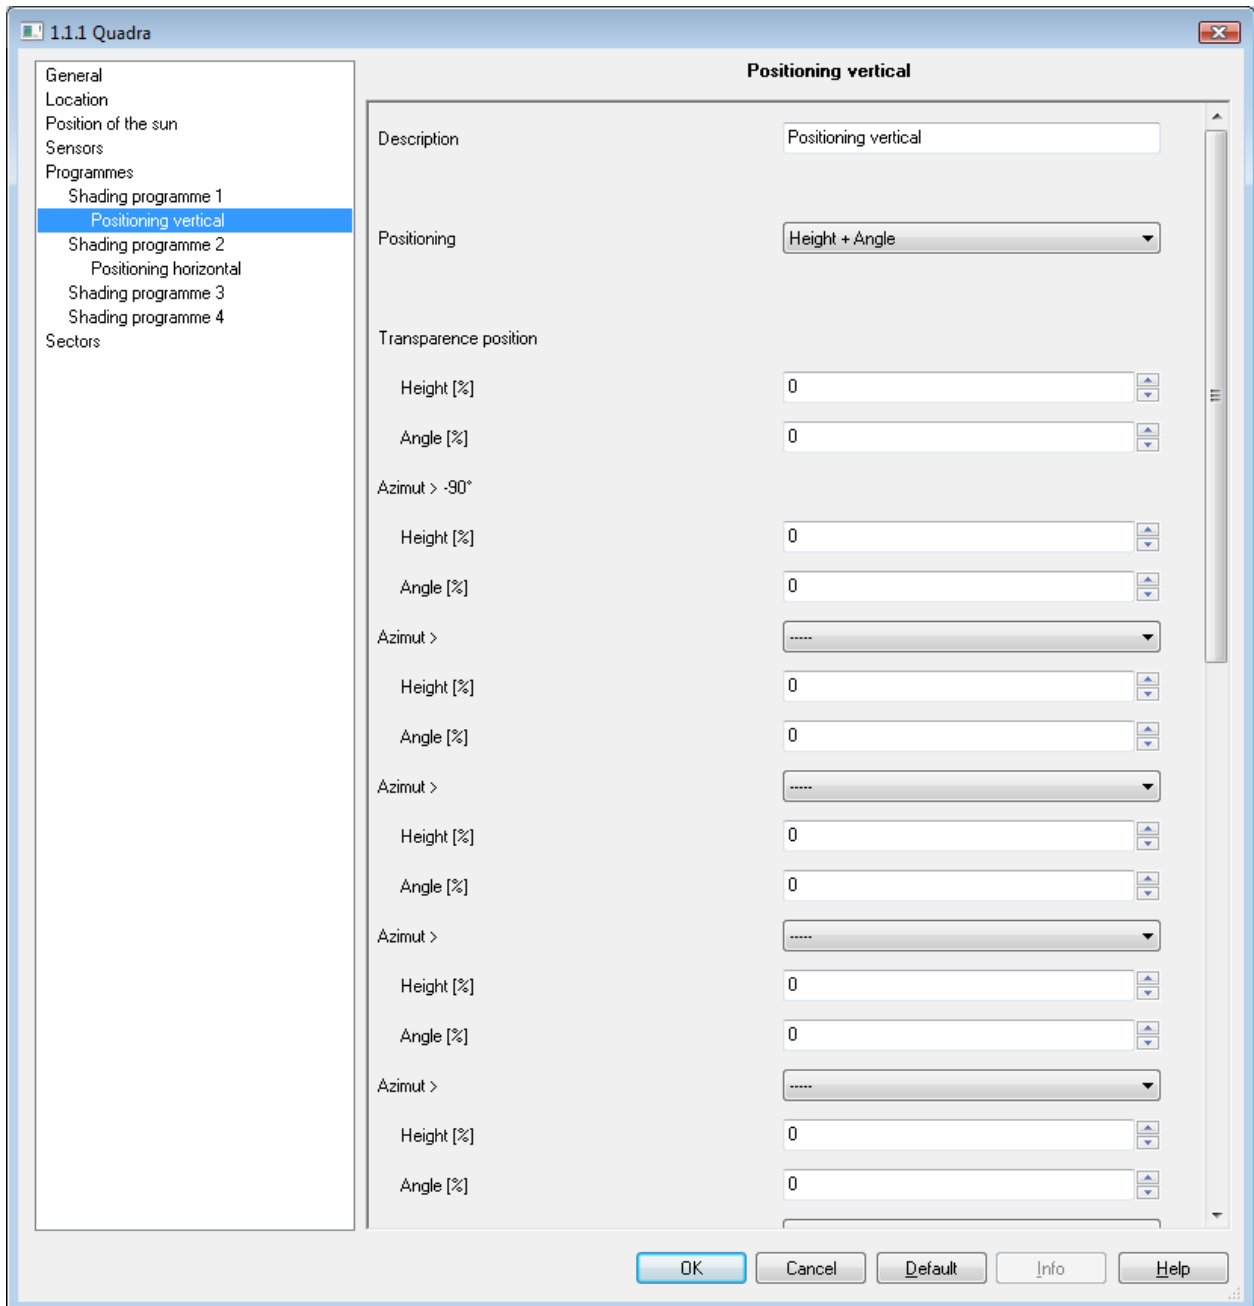 1.1.1 Quadra
General
Location
Position of the sun
Sensors
Programmes
Shading programme 1
Positioning vertical
Shading programme 2
Positioning horizontal
Shading programme 3
Shading programme 4
Sectors
Positioning vertical
Description Positioning vertical
Positioning Height + Angle
Transparence position
Height [%] 0
Angle [%] 0
Azimut > -90°
Height [%] 0
Angle [%] 0
Azimut > -----
Height [%] 0
Angle [%] 0
Azimut > -----
Height [%] 0
Angle [%] 0
Azimut > -----
Height [%] 0
Angle [%] 0
Azimut > -----
Height [%] 0
Angle [%] 0
OK Cancel Default Info Help